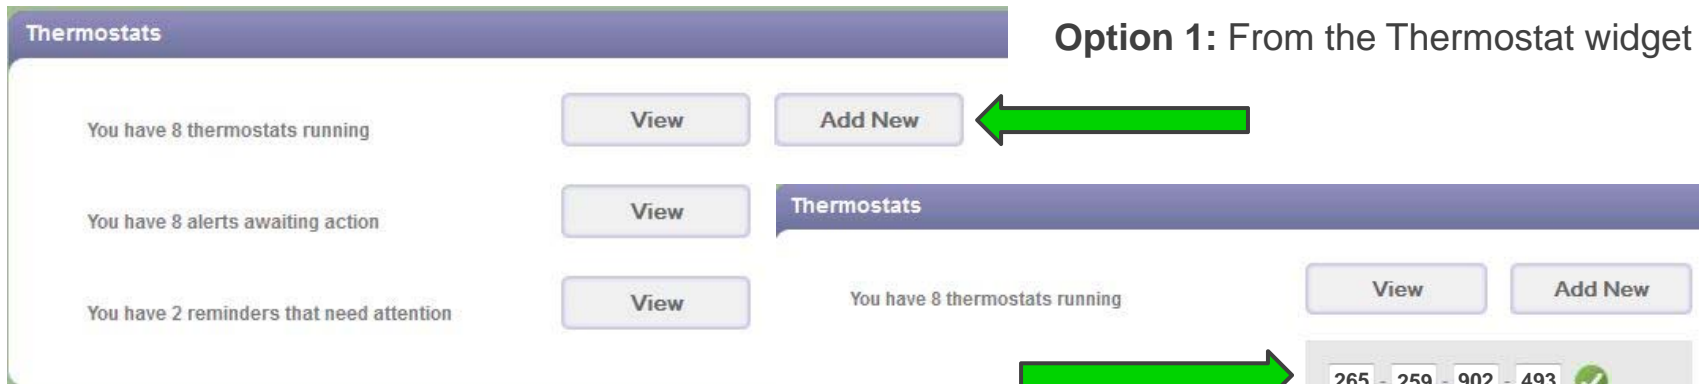 Thermostats
Option 1: From the Thermostat widget
You have 8 thermostats running
View
Add New
You have 8 alerts awaiting action
View
You have 2 reminders that need attention
View
Thermostats
You have 8 thermostats running
View
Add New
265 - 259 - 902 - 493